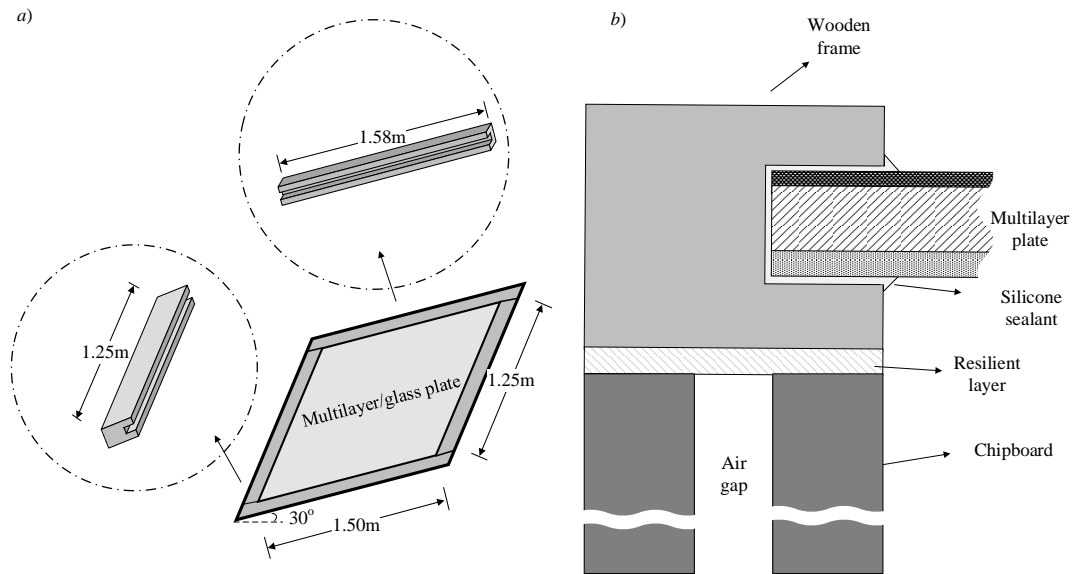 a)
1.58m
1.25m
Multilayer/glass plate
1.25m
30°
1.50m
b)
Wooden
frame
Multilayer
plate
Silicone
sealant
Resilient
layer
Chipboard
Air
gap